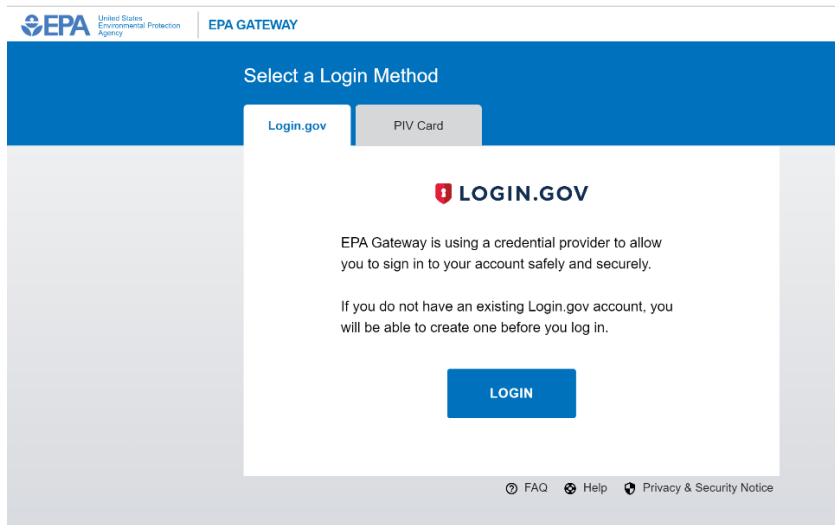 EPA
United States
Environmental Protection
Agency
EPA GATEWAY
Select a Login Method
Login.gov
PIV Card
LOGIN.GOV
EPA Gateway is using a credential provider to allow
you to sign in to your account safely and securely.
If you do not have an existing Login.gov account, you
will be able to create one before you log in.
LOGIN
FAQ Help Privacy & Security Notice